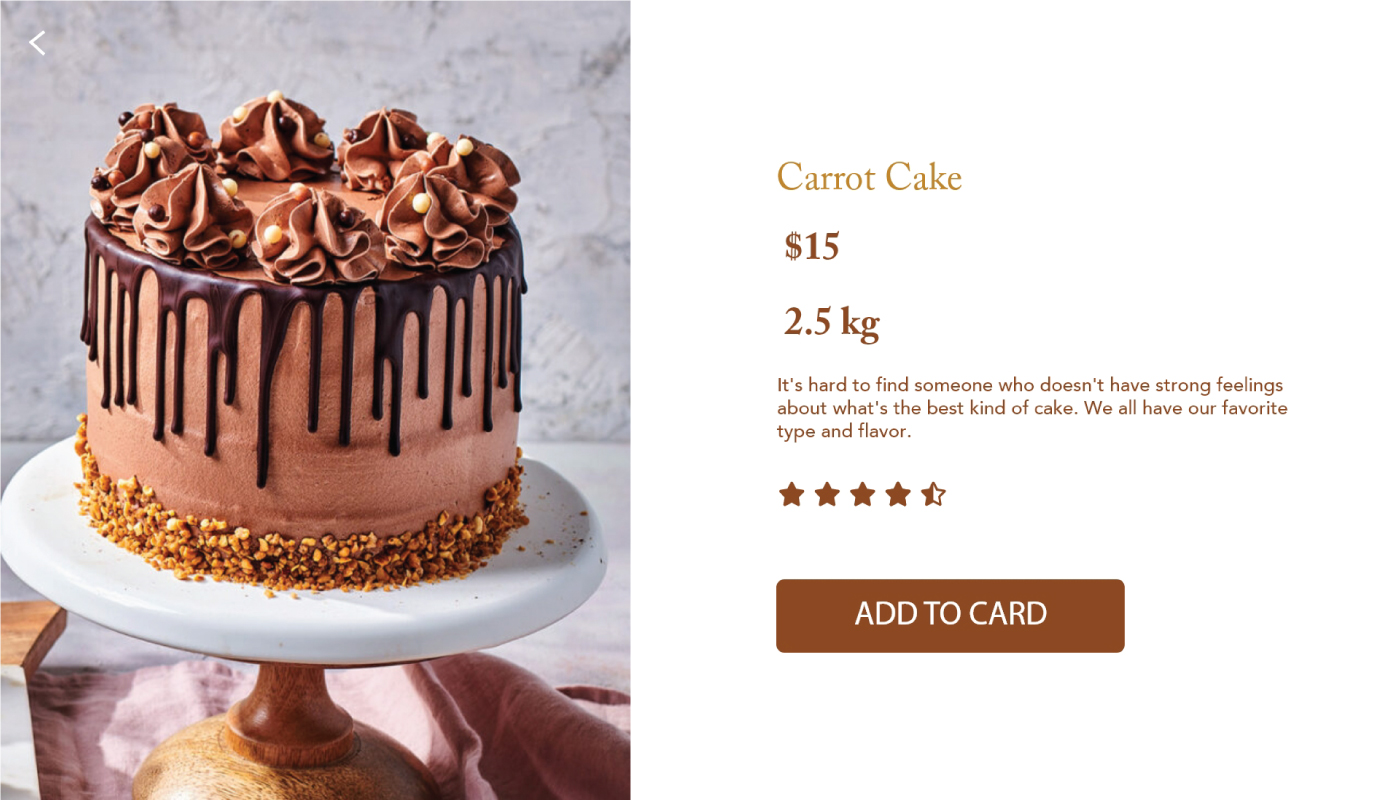 Carrot Cake
$15
2.5 kg
It's hard to find someone who doesn't have strong feelings
about what's the best kind of cake. We all have our favorite
type and flavor.
ADD TO CARD